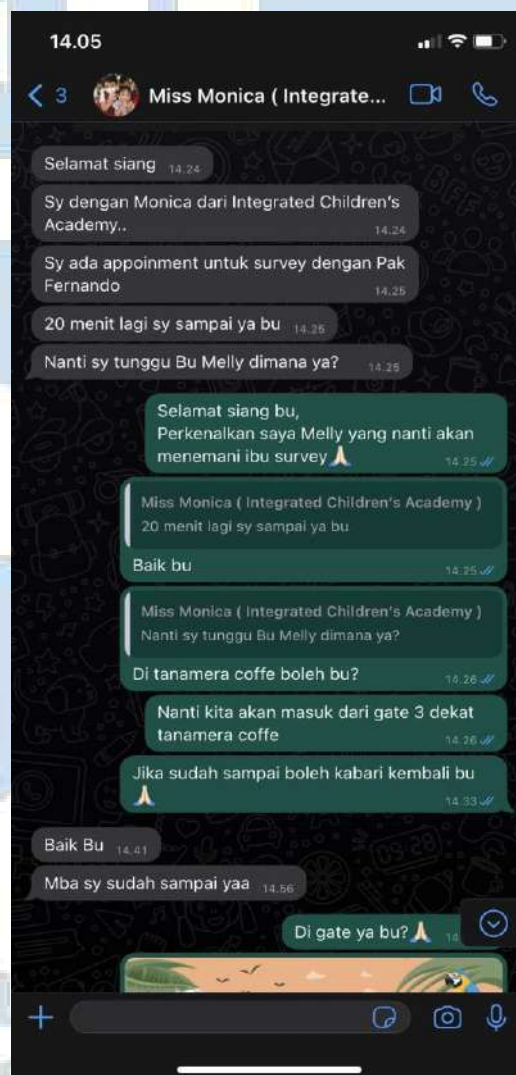 14.05
3
Miss Monica ( Integrate...
Selamat siang 14.24
Sy dengan Monica dari Integrated Children's
Academy.. 14.24
Sy ada appoinment untuk survey dengan Pak
Fernando 14.25
20 menit lagi sy sampai ya bu 14.25
Nanti sy tunggu Bu Melly dimana ya? 14.25
Selamat siang bu,
Perkenalkan saya Melly yang nanti akan
menemani ibu survey🙏🏻 14.25
Miss Monica ( Integrated Children's Academy )
20 menit lagi sy sampai ya bu
Baik bu 14.25
Miss Monica ( Integrated Children's Academy )
Nanti sy tunggu Bu Melly dimana ya?
Di tanamera coffe boleh bu? 14.26
Nanti kita akan masuk dari gate 3 dekat
tanamera coffe 14.26
Jika sudah sampai boleh kabari kembali bu
🙏🏻 14.33
Baik Bu 14.41
Mba sy sudah sampai yaa 14.56
Di gate ya bu?🙏🏻